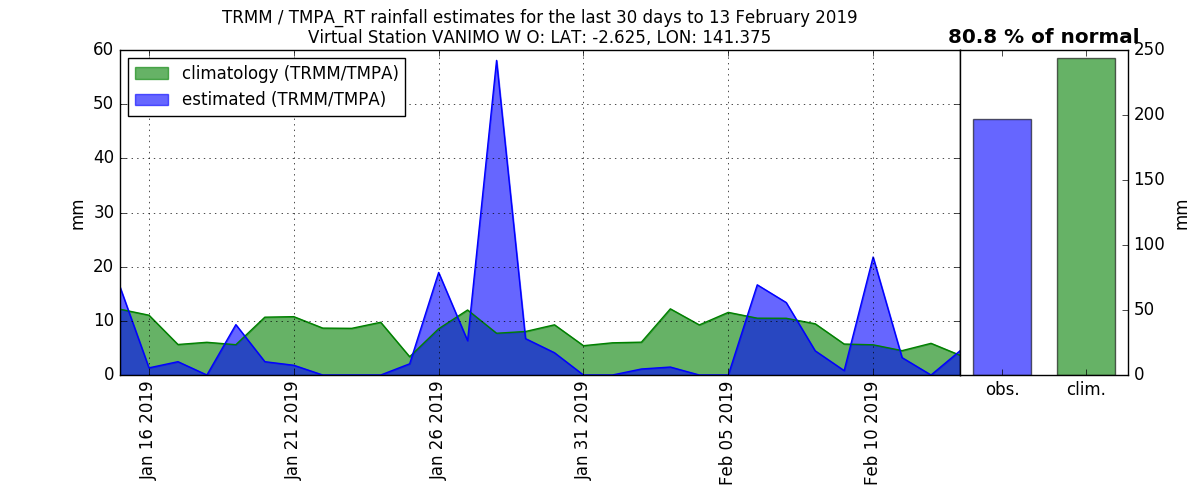 TRMM / TMPA_RT rainfall estimates for the last 30 days to 13 February 2019
Virtual Station VANIMO W O: LAT: -2.625, LON: 141.375
80.8 % of normal
climatology (TRMM/TMPA)
estimated (TRMM/TMPA)
60
50
40
30
20
10
0
mm
Jan 16 2019
Jan 21 2019
Jan 26 2019
Jan 31 2019
Feb 05 2019
Feb 10 2019
250
200
150
100
50
0
mm
obs.
clim.